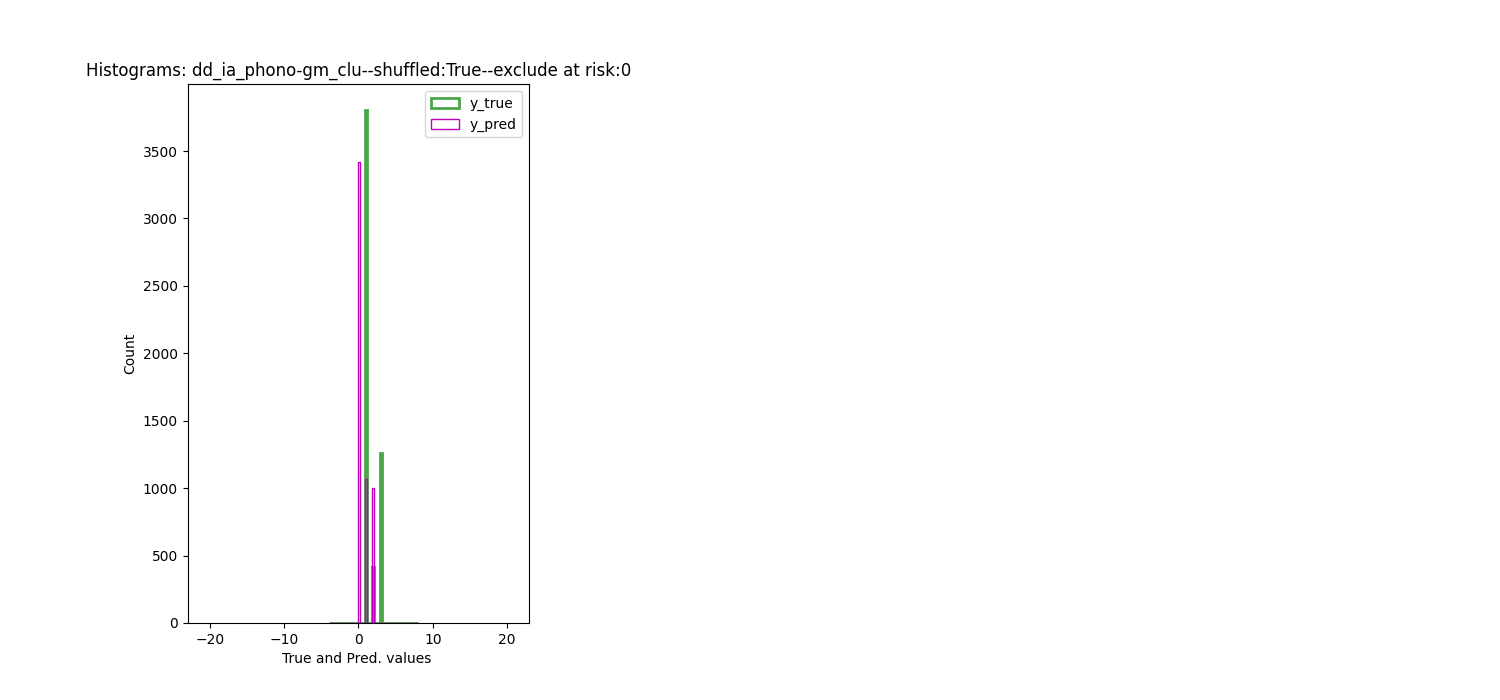 Histograms: dd_ia_phono-gm_clu--shuffled:True--exclude at risk:0
y_true
y_pred
3500
3000
2500
2000
1500
1000
500
0
Count
−20
−10
0
10
20
True and Pred. values